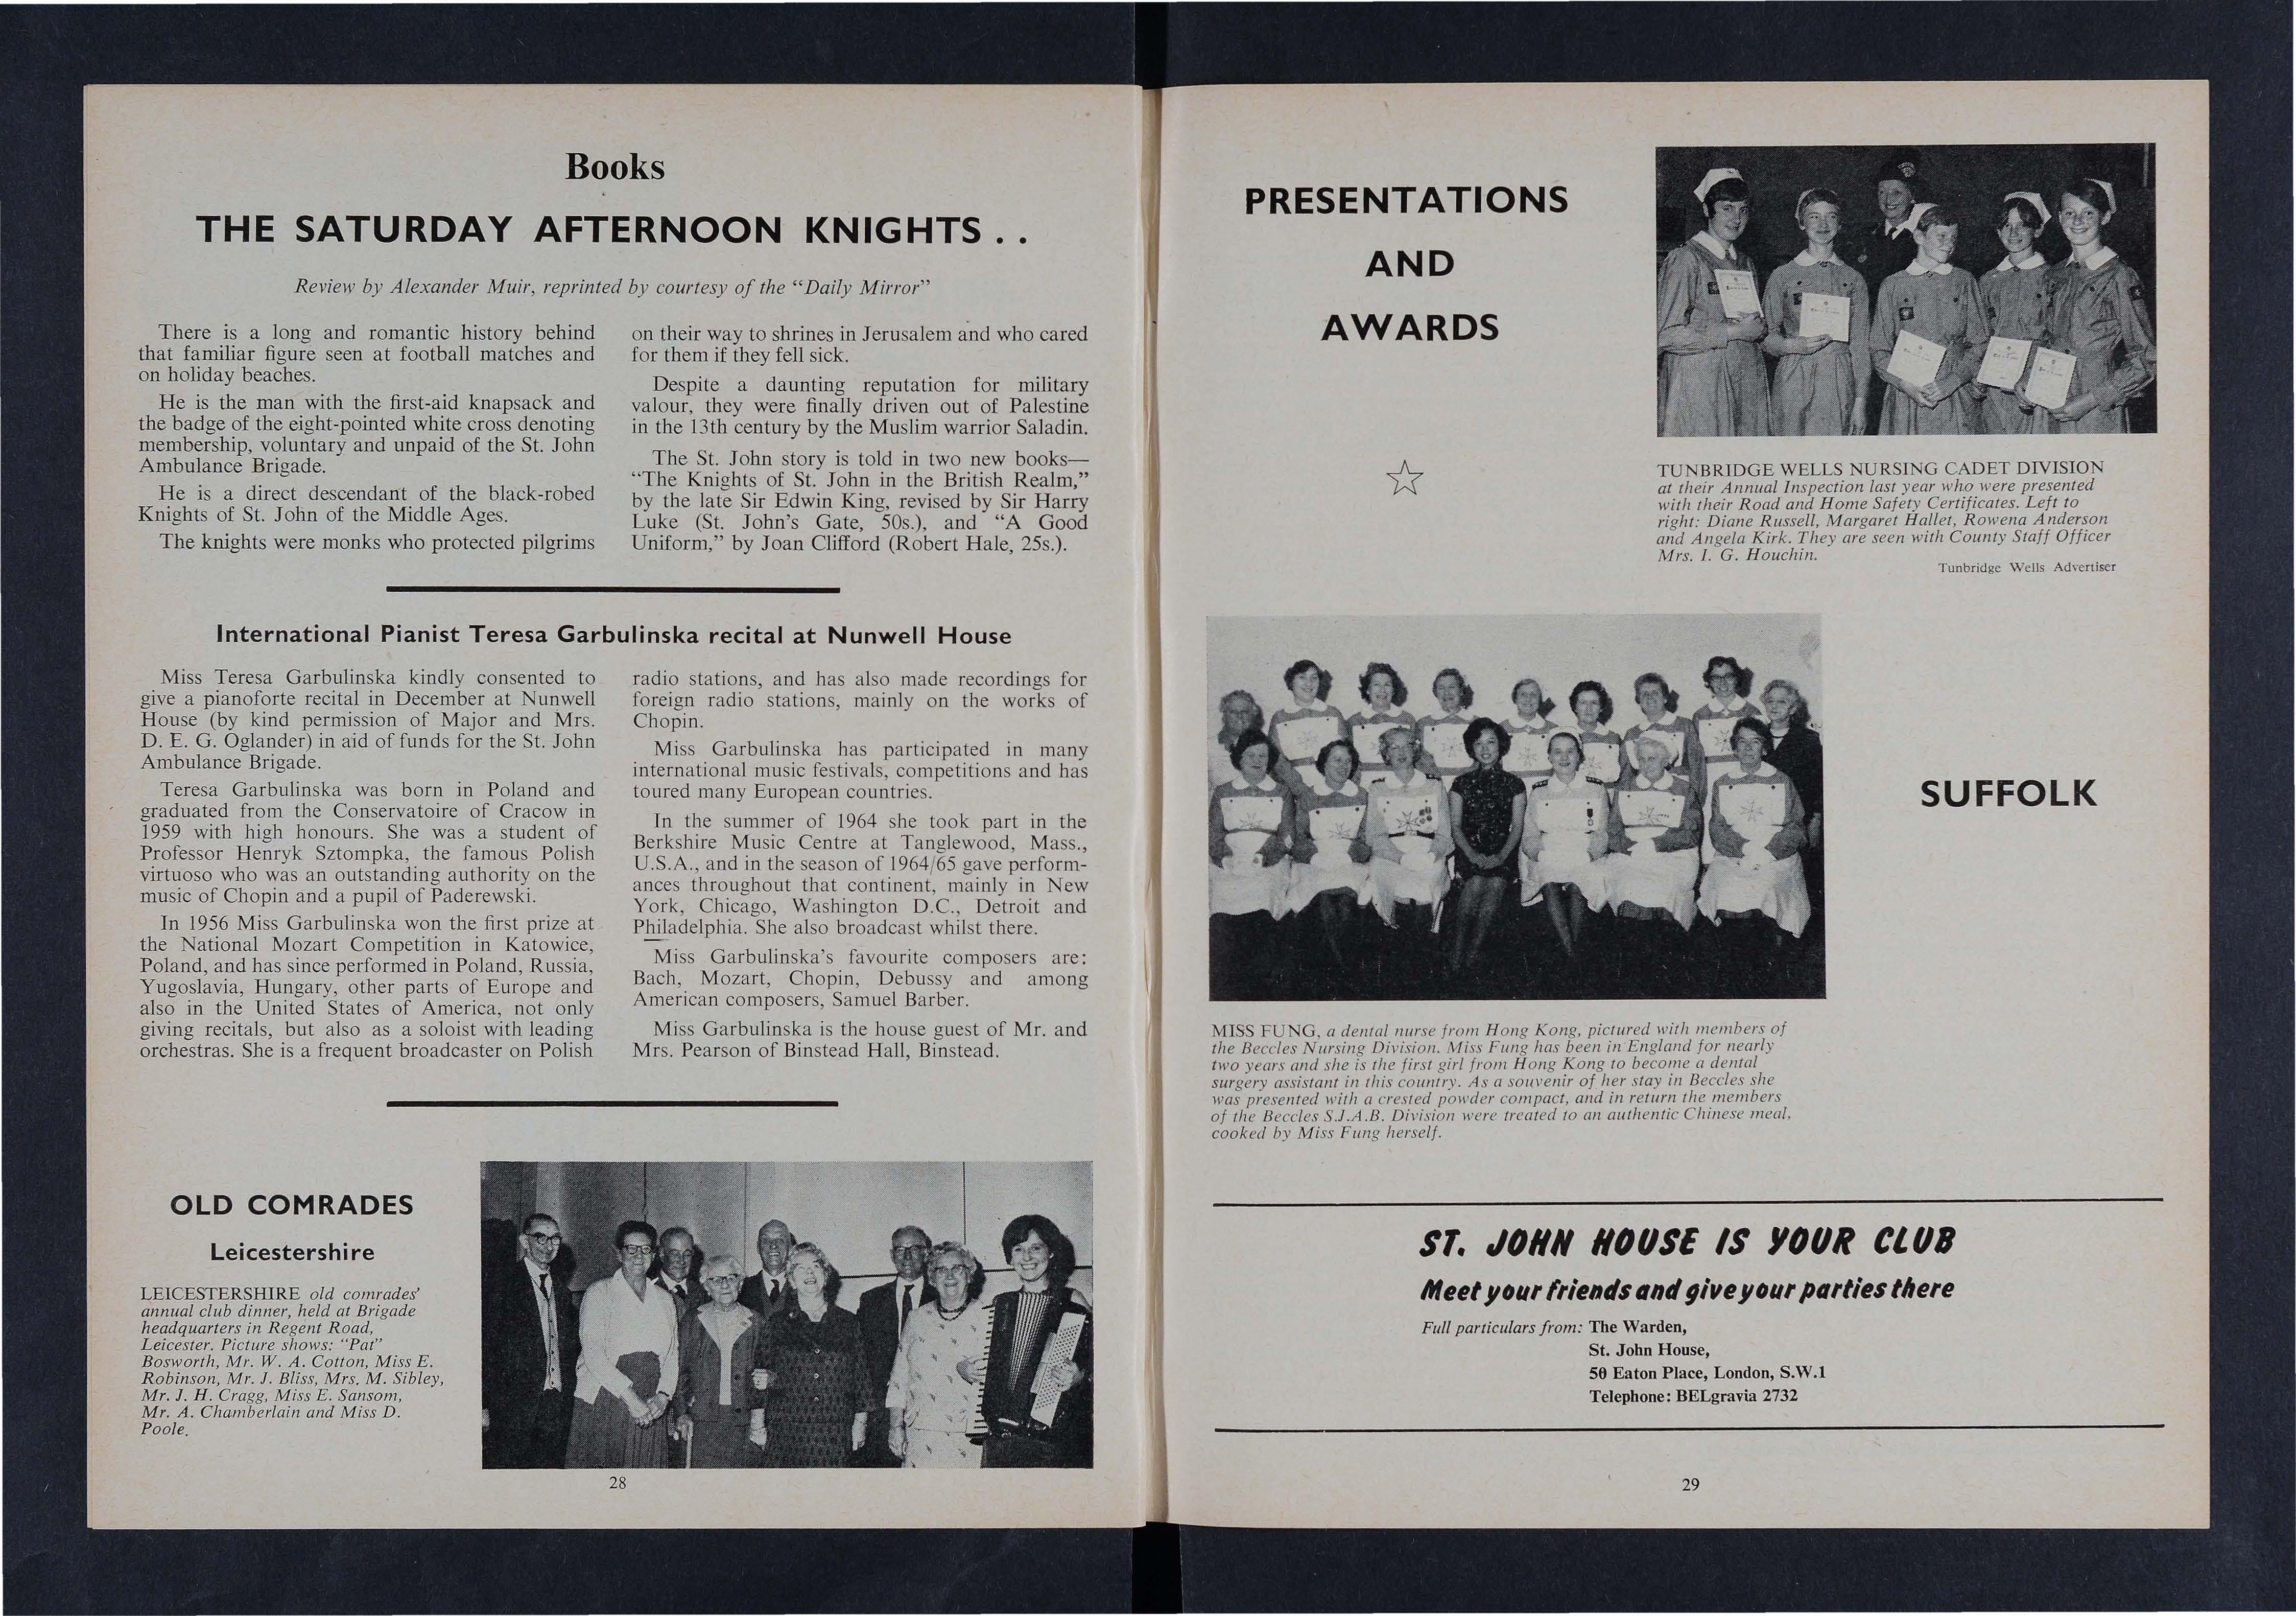 Books
THE SATURDAY AFTERNOON KNIGHTS . .
Review by Alexander Muir, reprinted by courtesy of the “Daily Mirror”
There is a long and romantic history behind
that familiar figure seen at football matches and
on holiday beaches.
He is the man with the first-aid knapsack and
the badge of the eight-pointed white cross denoting
membership, voluntary and unpaid of the St. John
Ambulance Brigade.
He is a direct descendant of the black-robed
Knights of St. John of the Middle Ages.
The knights were monks who protected pilgrims
on their way to shrines in Jerusalem and who cared
for them if they fell sick.
Despite a daunting reputation for military
valour, they were finally driven out of Palestine
in the 13th century by the Muslim warrior Saladin.
The St. John story is told in two new books—
“The Knights of St. John in the British Realm,”
by the late Sir Edwin King, revised by Sir Harry
Luke (St. John's Gate, 50s.), and “A Good
Uniform,” by Joan Clifford (Robert Hale, 25s.).
International Pianist Teresa Garbulinska recital at Nunwell House
Miss Teresa Garbulinska kindly consented to
give a pianoforte recital in December at Nunwell
House (by kind permission of Major and Mrs.
D. E. G. Oglander) in aid of funds for the St. John
Ambulance Brigade.
Teresa Garbulinska was born in Poland and
graduated from the Conservatoire of Cracow in
1959 with high honours. She was a student of
Professor Henryk Sztompka, the famous Polish
virtuoso who was an outstanding authority on the
music of Chopin and a pupil of Paderewski.
In 1956 Miss Garbulinska won the first prize at
the National Mozart Competition in Katowice,
Poland, and has since performed in Poland, Russia,
Yugoslavia, Hungary, other parts of Europe and
also in the United States of America, not only
giving recitals, but also as a soloist with leading
orchestras. She is a frequent broadcaster on Polish
radio stations, and has also made recordings for
foreign radio stations, mainly on the works of
Chopin.
Miss Garbulinska has participated in many
international music festivals, competitions and has
toured many European countries.
In the summer of 1964 she took part in the
Berkshire Music Centre at Tanglewood, Mass.,
U.S.A., and in the season of 1964/65 gave perform-
ances throughout that continent, mainly in New
York, Chicago, Washington D.C., Detroit and
Philadelphia. She also broadcast whilst there.
Miss Garbulinska's favourite composers are:
Bach, Mozart, Chopin, Debussy and among
American composers, Samuel Barber.
Miss Garbulinska is the house guest of Mr. and
Mrs. Pearson of Binstead Hall, Binstead.
OLD COMRADES
Leicestershire
LEICESTERSHIRE old comrades'
annual club dinner, held at Brigade
headquarters in Regent Road,
Leicester. Picture shows: “Pat”
Bosworth, Mr. W. A. Cotton, Miss E.
Robinson, Mr. J. Bliss, Mrs. M. Sibley,
Mr. J. H. Cragg, Miss E. Sansom,
Mr. A. Chamberlain and Miss D.
Poole.
28
PRESENTATIONS
AND
AWARDS
TUNBRIDGE WELLS NURSING CADET DIVISION
at their Annual Inspection last year who were presented
with their Road and Home Safety Certificates. Left to
right: Diane Russell, Margaret Hallet, Rowena Anderson
and Angela Kirk. They are seen with County Staff Officer
Mrs. I. G. Houchin.
Tunbridge Wells Advertiser
SUFFOLK
MISS FUNG, a dental nurse from Hong Kong, pictured with members of
the Beccles Nursing Division. Miss Fung has been in England for nearly
two years and she is the first girl from Hong Kong to become a dental
surgery assistant in this country. As a souvenir of her stay in Beccles she
was presented with a crested powder compact, and in return the members
of the Beccles S.J.A.B. Division were treated to an authentic Chinese meal,
cooked by Miss Fung herself.
ST. JOHN HOUSE IS YOUR CLUB
Meet your friends and give your parties there
Full particulars from: The Warden,
St. John House,
50 Eaton Place, London, S.W.1
Telephone: BELgravia 2732
29